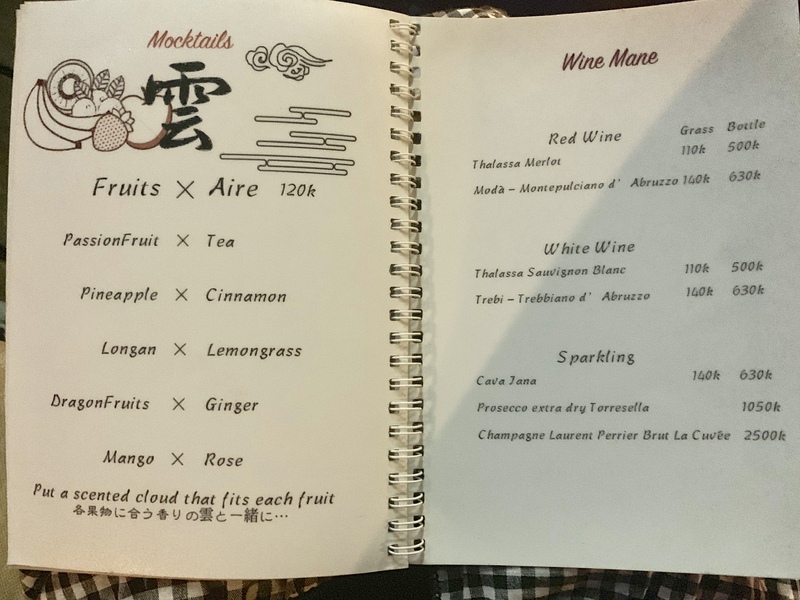 Mocktails
雲
Fruits × Aire 120k
PassionFruit × Tea
Pineapple × Cinnamon
Longan × Lemongrass
DragonFruits × Ginger
Mango × Rose
Put a scented cloud that fits each fruit
各果物に合う香りの雲と一緒に…
Wine Mane
Red Wine Grass Bottle
Thalassa Merlot 110k 500k
Modà – Montepulciano d' Abruzzo 140k 630k
White Wine
Thalassa Sauvignon Blanc 110k 500k
Trebi – Trebbiano d' Abruzzo 140k 630k
Sparkling
Cava Jana 140k 630k
Prosecco extra dry Torresella 1050k
Champagne Laurent Perrier Brut La Cuvée 2500k